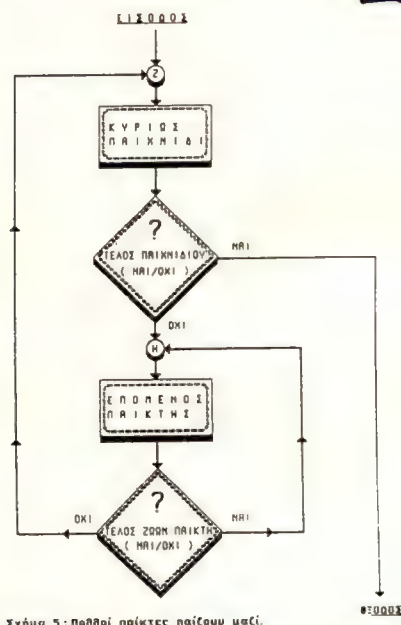 ΕΙΣΟΔΟΣ
Ζ
ΚΥΡΙΩΣ
ΠΑΙΧΝΙΔΙ
?
ΤΕΛΟΣ ΠΑΙΧΝΙΔΙΟΥ
( ΝΑΙ/ΟΧΙ )
ΝΑΙ
ΟΧΙ
Η
ΕΠΟΜΕΝΟΣ
ΠΑΙΚΤΗΣ
?
ΟΧΙ
ΤΕΛΟΣ ΖΩΩΝ ΠΑΙΚΤΗ
( ΝΑΙ/ΟΧΙ )
ΝΑΙ
ΕΞΟΔΟΣ
Σχήμα 5: Πολλοί παίκτες παίζουν μαζί.